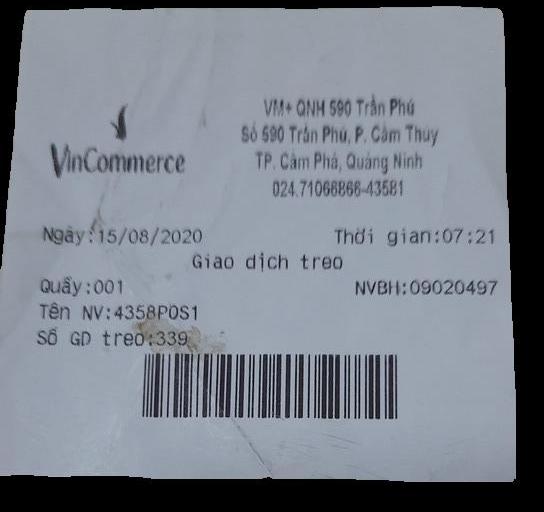 VinCommerce
VM+ QNH 590 Trần Phú
Số 590 Trần Phú, P. Cẩm Thủy
TP. Cẩm Phả, Quảng Ninh
024.71066866-43581
Ngày:15/08/2020 Thời gian:07:21
Giao dịch treo
Quầy:001 NVBH:09020497
Tên NV:4358POS1
Số GD treo:339